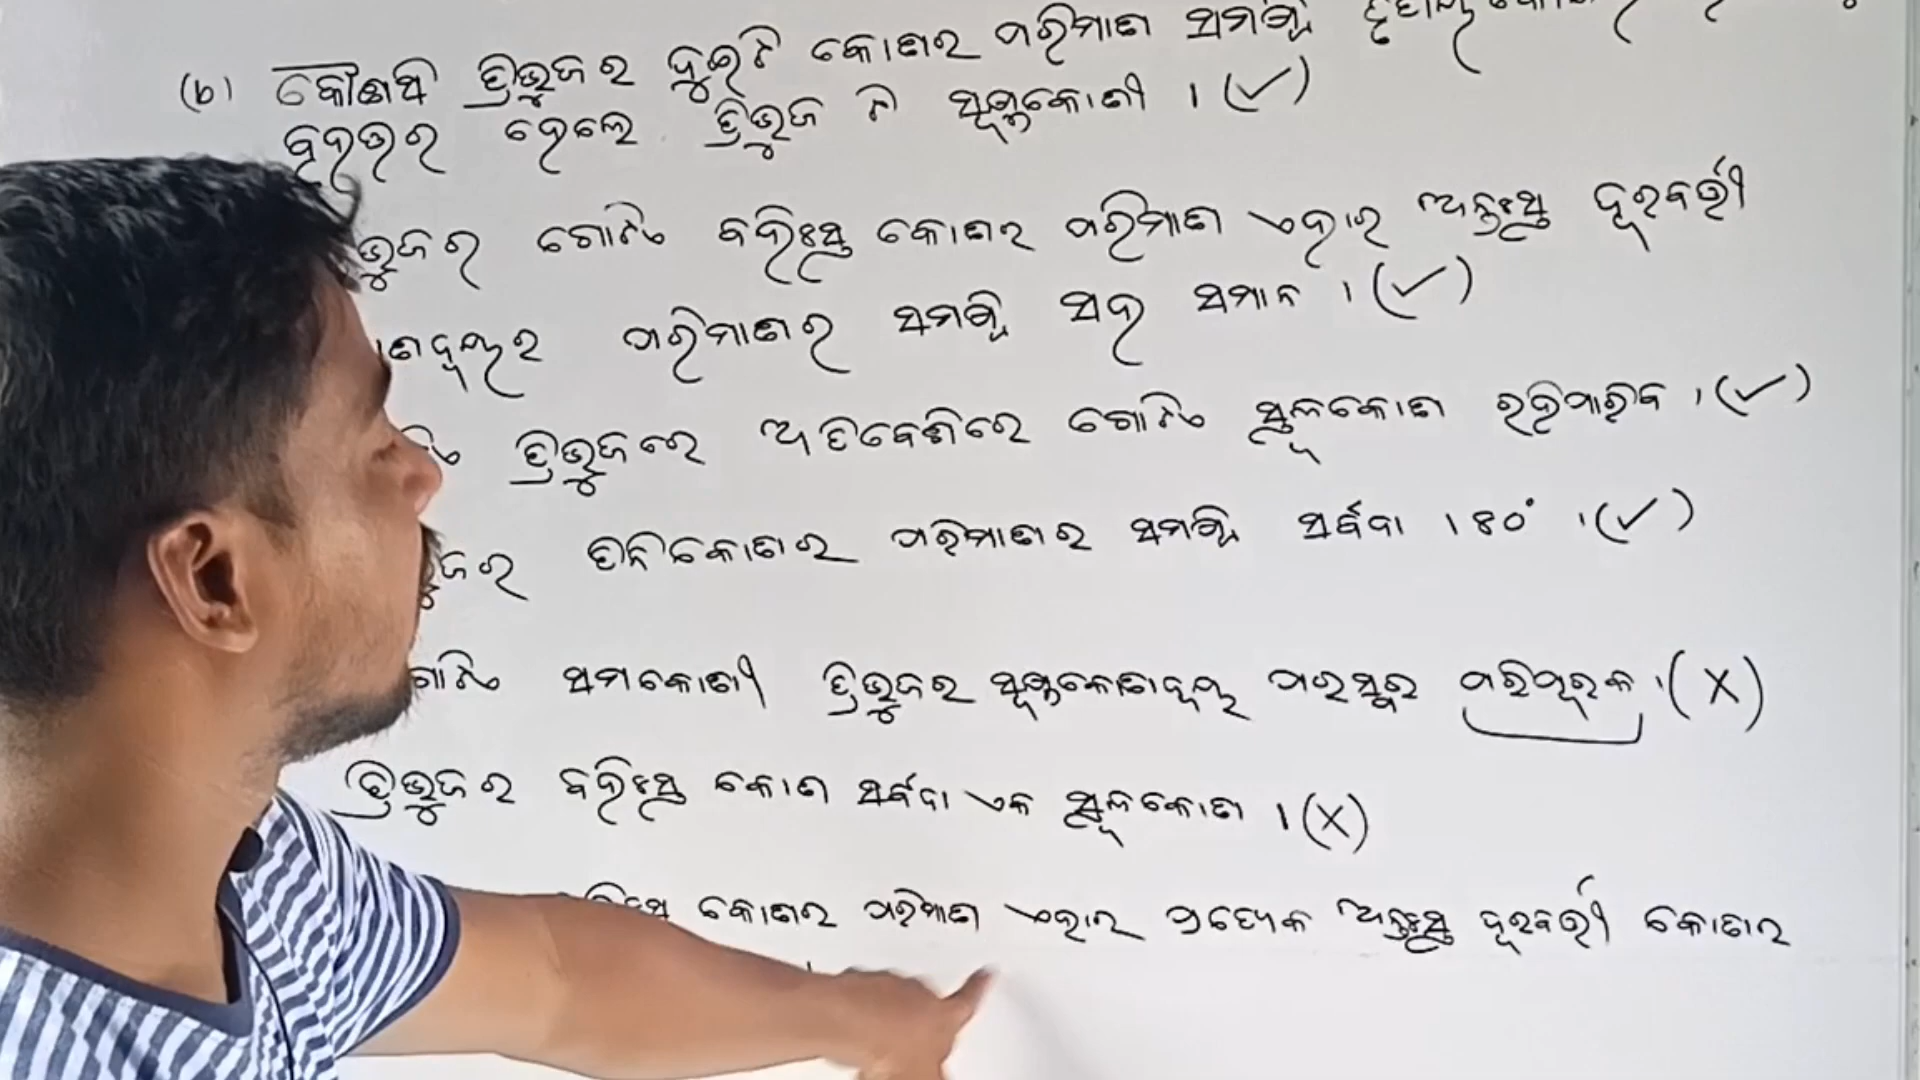 (b) କୌଣସି ତ୍ରିଭୁଜର ଦୁଇଟି କୋଣର ପରିମାଣ ସମଷ୍ଟି
ବୃହତ୍ତର ହେଲେ ତ୍ରିଭୁଜ ଟି ସୂକ୍ଷ୍ମକୋଣୀ । (✓)
ଭୁଜର ଗୋଟିଏ ବହିଃସ୍ଥ କୋଣର ପରିମାଣ ଏହାର ଅନ୍ତଃସ୍ଥ ଦୂରବର୍ତ୍ତୀ
ଣଦ୍ୱୟର ପରିମାଣର ସମଷ୍ଟି ସହ ସମାନ । (✓)
ତ୍ରିଭୁଜରେ ଅତିବେଶିରେ ଗୋଟିଏ ସ୍ଥୂଳକୋଣ ରହିପାରିବ । (✓)
ଜର ତିନିକୋଣର ପରିମାଣର ସମଷ୍ଟି ସର୍ବଦା ୧୫୦° । (✓)
ଗୋଟିଏ ସମକୋଣୀ ତ୍ରିଭୁଜର ସୂକ୍ଷ୍ମକୋଣଦ୍ୱୟ ପରସ୍ପର ପରିପୂରକ । (X)
ତ୍ରିଭୁଜର ବହିଃସ୍ଥ କୋଣ ସର୍ବଦା ଏକ ସ୍ଥୂଳକୋଣ । (X)
କୋଣର ପରିମାଣ ଏହାର ପ୍ରତ୍ୟେକ ଅନ୍ତଃସ୍ଥ ଦୂରବର୍ତ୍ତୀ କୋଣର